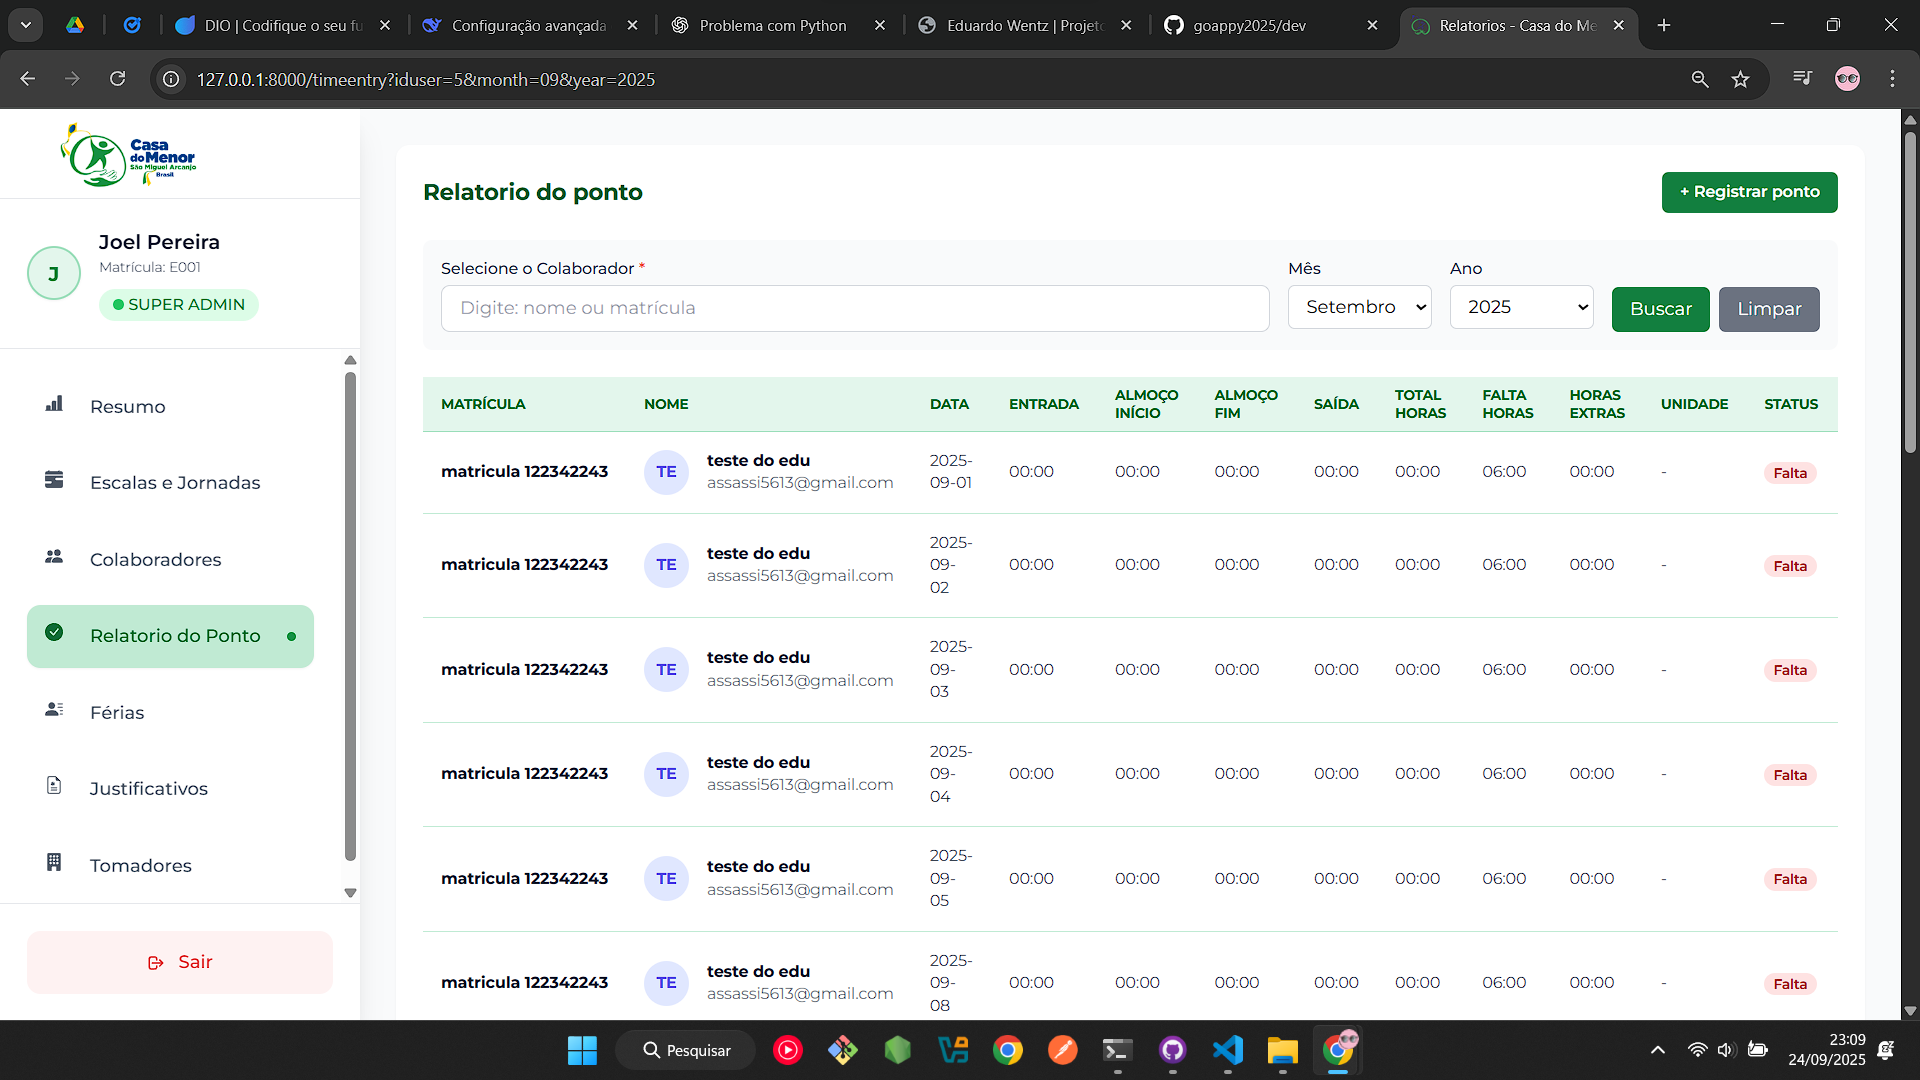 DIO | Codifique o seu fu
Configuração avançada
Problema com Python
Eduardo Wentz | Projeto
goappy2025/dev
Relatorios - Casa do Me
127.0.0.1:8000/timeentry?iduser=5&month=09&year=2025
Casa
do Menor
São Miguel Arcanjo
Brasil
J
Joel Pereira
Matrícula: E001
SUPER ADMIN
Resumo
Escalas e Jornadas
Colaboradores
Relatorio do Ponto
Férias
Justificativos
Tomadores
Sair
Relatorio do ponto
+ Registrar ponto
Selecione o Colaborador *
Mês
Ano
Digite: nome ou matrícula
Setembro
2025
Buscar
Limpar
MATRÍCULA NOME DATA ENTRADA ALMOÇO INÍCIO ALMOÇO FIM SAÍDA TOTAL HORAS FALTA HORAS HORAS EXTRAS UNIDADE STATUS
matricula 122342243 TE teste do edu assassi5613@gmail.com 2025-09-01 00:00 00:00 00:00 00:00 00:00 06:00 00:00 - Falta
matricula 122342243 TE teste do edu assassi5613@gmail.com 2025-09-02 00:00 00:00 00:00 00:00 00:00 06:00 00:00 - Falta
matricula 122342243 TE teste do edu assassi5613@gmail.com 2025-09-03 00:00 00:00 00:00 00:00 00:00 06:00 00:00 - Falta
matricula 122342243 TE teste do edu assassi5613@gmail.com 2025-09-04 00:00 00:00 00:00 00:00 00:00 06:00 00:00 - Falta
matricula 122342243 TE teste do edu assassi5613@gmail.com 2025-09-05 00:00 00:00 00:00 00:00 00:00 06:00 00:00 - Falta
matricula 122342243 TE teste do edu assassi5613@gmail.com 2025-09-08 00:00 00:00 00:00 00:00 00:00 06:00 00:00 - Falta
Pesquisar
23:09
24/09/2025